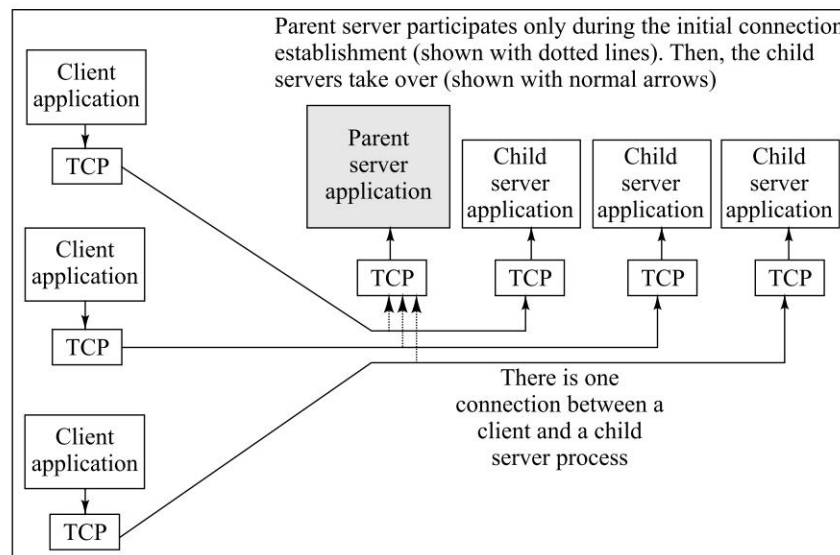 Parent server participates only during the initial connection
establishment (shown with dotted lines). Then, the child
servers take over (shown with normal arrows)
Client
application
TCP
Parent
server
application
Child
server
application
Child
server
application
Child
server
application
TCP
TCP
TCP
TCP
Client
application
TCP
There is one
connection between a
client and a child
server process
Client
application
TCP